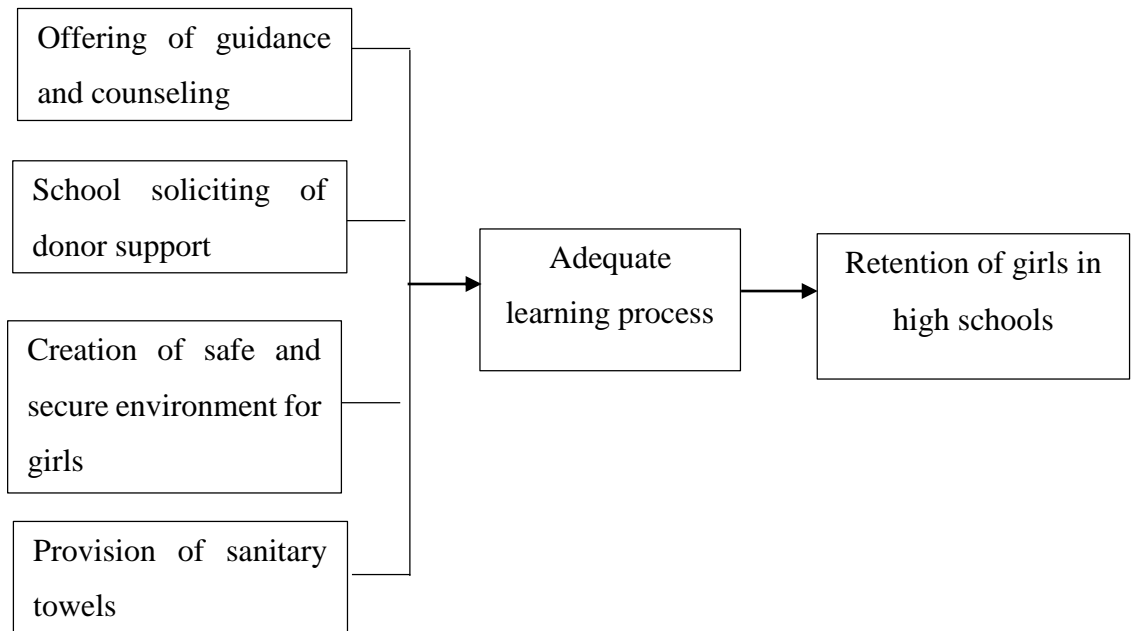 Offering of guidance
and counseling
School soliciting of
donor support
Creation of safe and
secure environment for
girls
Provision of sanitary
towels
Adequate
learning process
Retention of girls in
high schools